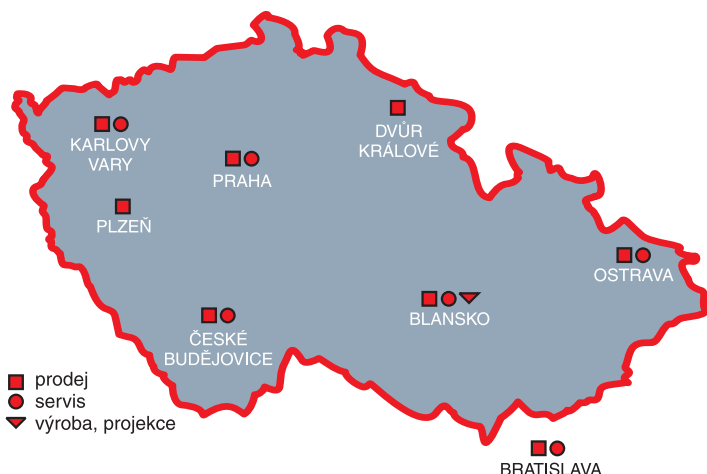 DVŮR
KRÁLOVÉ
KARLOVY
VARY
PRAHA
PLZEŇ
OSTRAVA
BLANSKO
ČESKÉ
BUDĚJOVICE
prodej
servis
výroba, projekce
BRATISLAVA